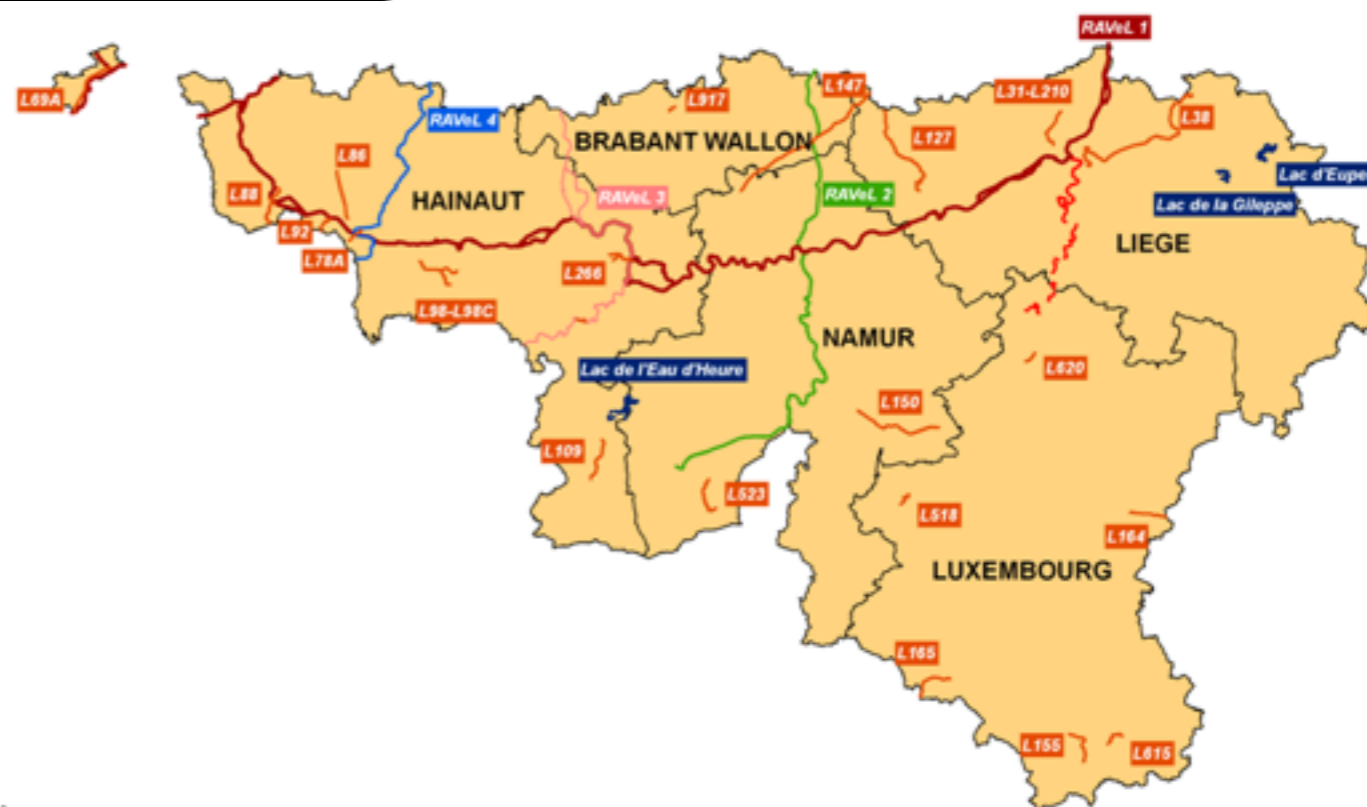 RAVeL 1
L69A
L147
L31-L210
L917
RAVeL 4
L38
BRABANT WALLON
L127
L86
Lac d'Eupe
L88
HAINAUT
RAVeL 3
RAVeL 2
Lac de la Gileppe
L92
LIEGE
L78A
L266
L98-L98C
NAMUR
Lac de l'Eau d'Heure
L620
L150
L109
L523
L518
L164
LUXEMBOURG
L165
L155
L615